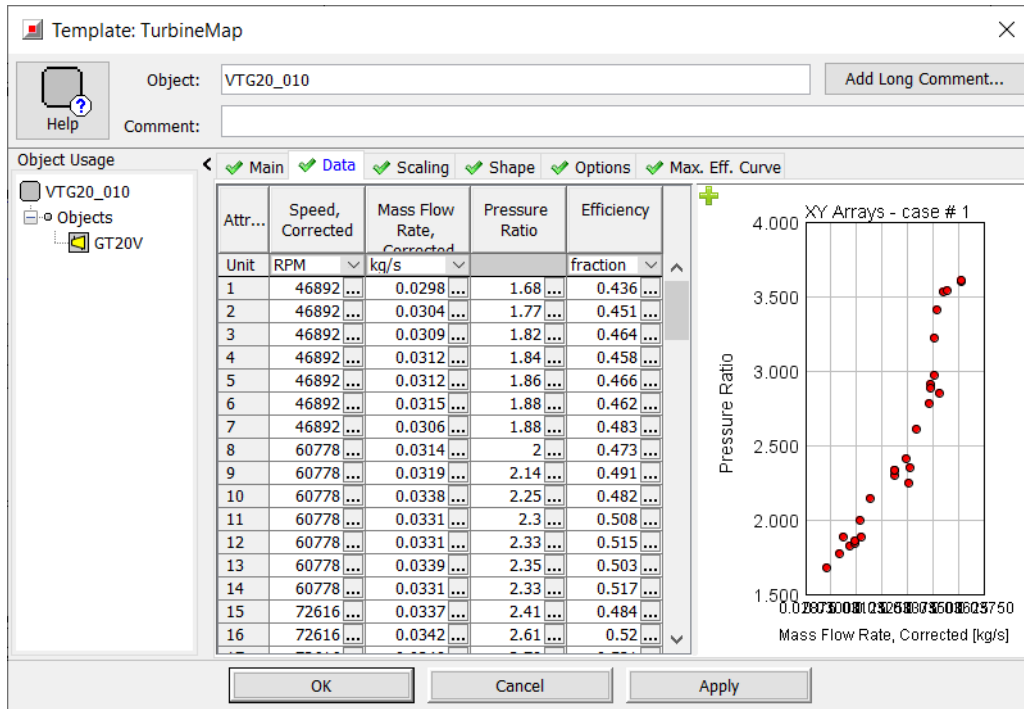 Template: TurbineMap
Object: VTG20_010 Add Long Comment...
Help Comment:
Object Usage
VTG20_010
Objects
GT20V
Main Data Scaling Shape Options Max. Eff. Curve
Attr... Speed, Corrected Mass Flow Rate, Corrected Pressure Ratio Efficiency
Unit RPM kg/s fraction
1 46892 ... 0.0298 ... 1.68 ... 0.436 ...
2 46892 ... 0.0304 ... 1.77 ... 0.451 ...
3 46892 ... 0.0309 ... 1.82 ... 0.464 ...
4 46892 ... 0.0312 ... 1.84 ... 0.458 ...
5 46892 ... 0.0312 ... 1.86 ... 0.466 ...
6 46892 ... 0.0315 ... 1.88 ... 0.462 ...
7 46892 ... 0.0306 ... 1.88 ... 0.483 ...
8 60778 ... 0.0314 ... 2 ... 0.473 ...
9 60778 ... 0.0319 ... 2.14 ... 0.491 ...
10 60778 ... 0.0338 ... 2.25 ... 0.482 ...
11 60778 ... 0.0331 ... 2.3 ... 0.508 ...
12 60778 ... 0.0331 ... 2.33 ... 0.515 ...
13 60778 ... 0.0339 ... 2.35 ... 0.503 ...
14 60778 ... 0.0331 ... 2.33 ... 0.517 ...
15 72616 ... 0.0337 ... 2.41 ... 0.484 ...
16 72616 ... 0.0342 ... 2.61 ... 0.52 ...
XY Arrays - case # 1
4.000
3.500
3.000
2.500
2.000
1.500
Pressure Ratio
Mass Flow Rate, Corrected [kg/s]
OK Cancel Apply